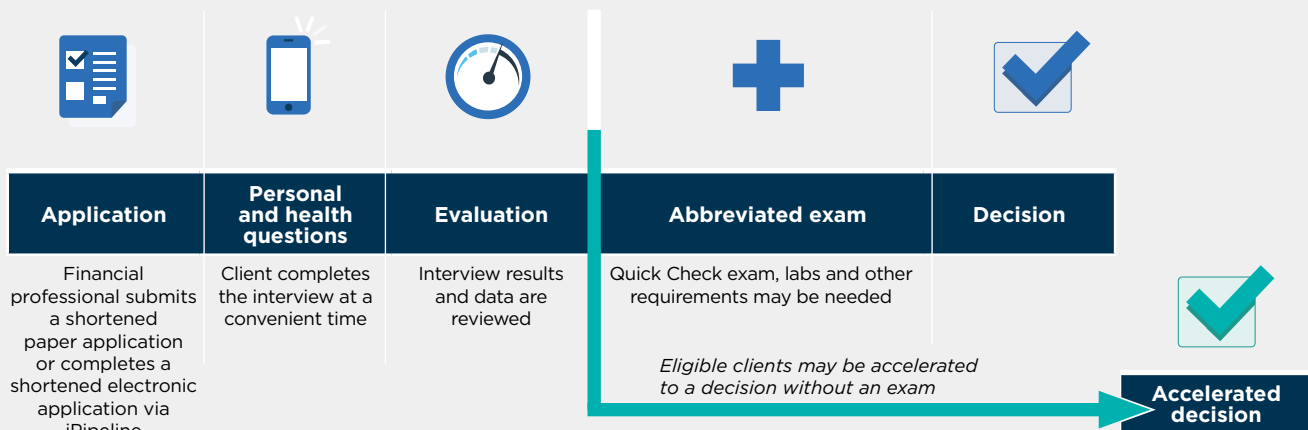 Application
Personal
and health
questions
Evaluation
Abbreviated exam
Decision
Financial
professional submits
a shortened
paper application
or completes a
shortened electronic
application via
iPipeline
Client completes
the interview at a
convenient time
Interview results
and data are
reviewed
Quick Check exam, labs and other
requirements may be needed
Eligible clients may be accelerated
to a decision without an exam
Accelerated
decision